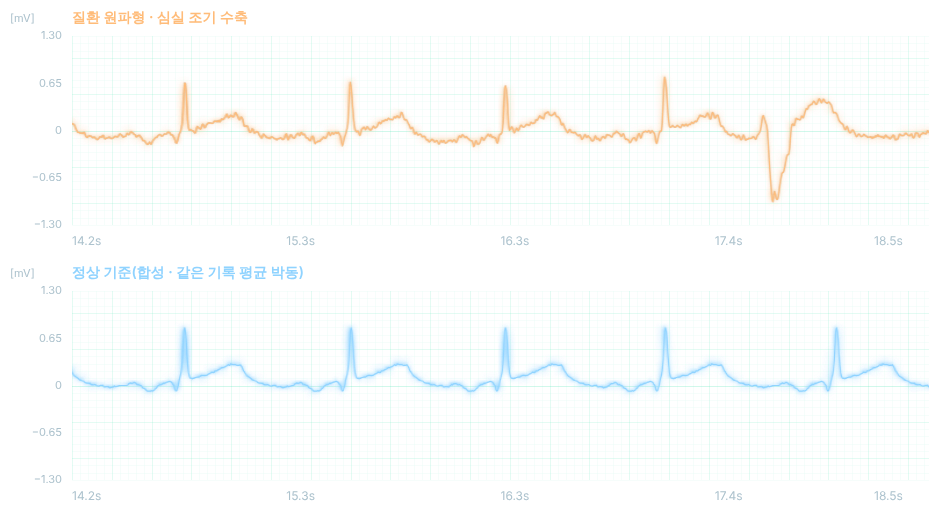 [mV] 질환 원파형 · 심실 조기 수축
1.30
0.65
0
−0.65
−1.30
14.2s 15.3s 16.3s 17.4s 18.5s
[mV] 정상 기준(합성 · 같은 기록 평균 박동)
1.30
0.65
0
−0.65
−1.30
14.2s 15.3s 16.3s 17.4s 18.5s